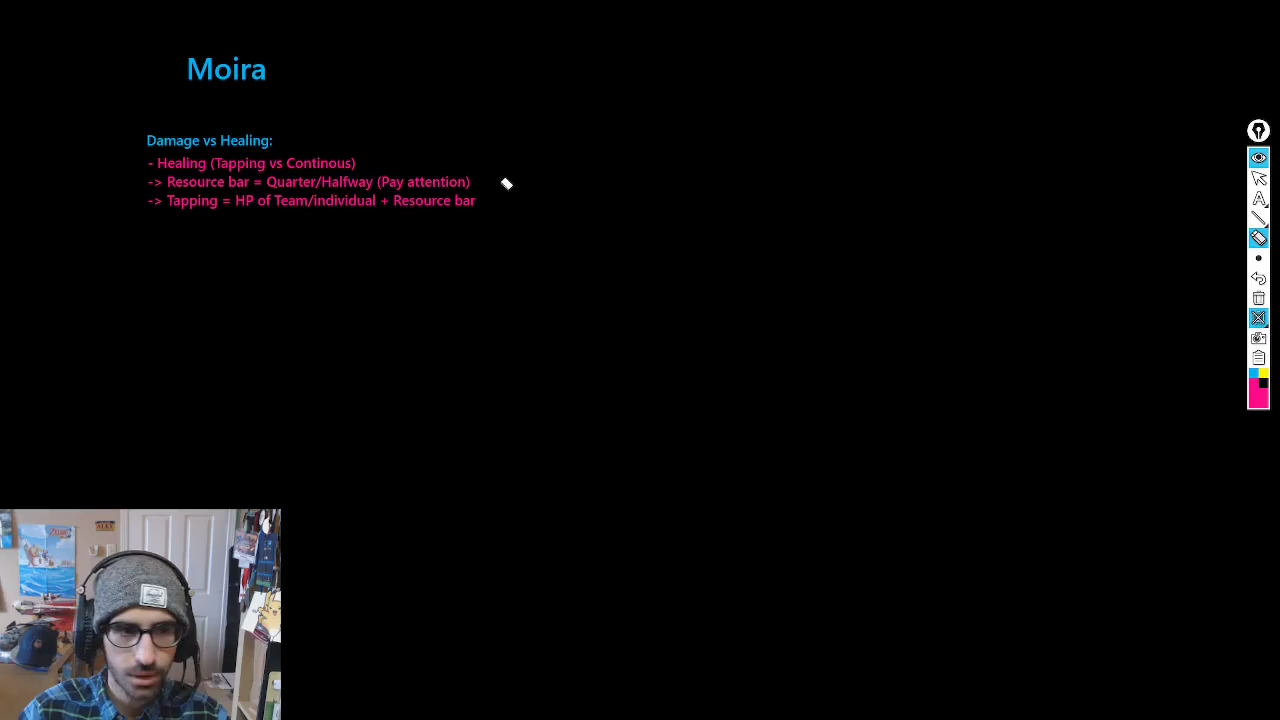 Moira
Damage vs Healing:
- Healing (Tapping vs Continous)
-> Resource bar = Quarter/Halfway (Pay attention)
-> Tapping = HP of Team/individual + Resource bar
A
ZELDA